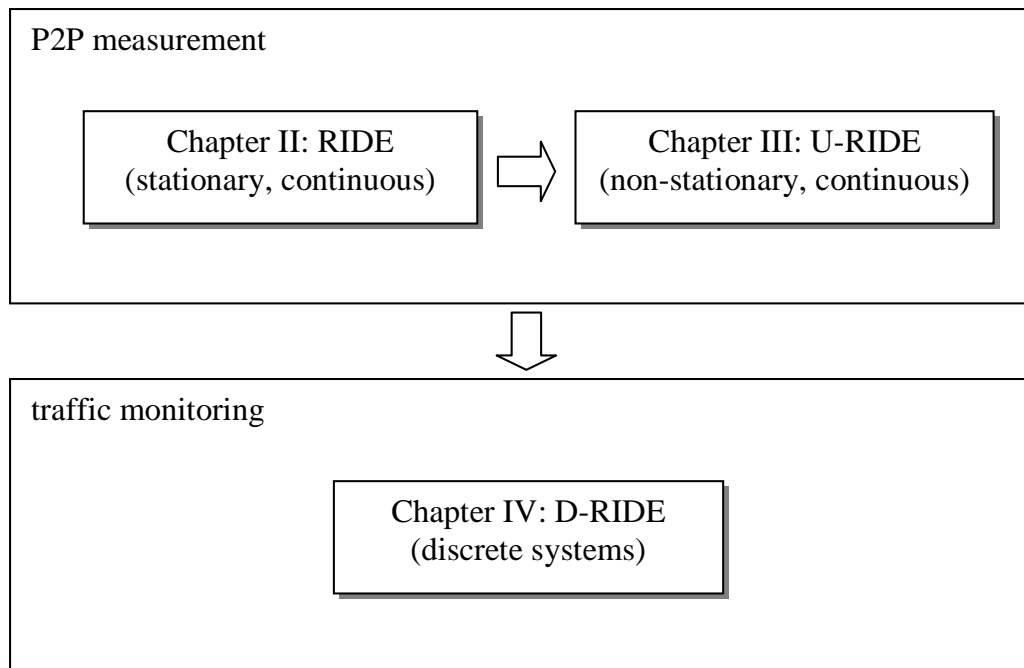 P2P measurement
Chapter II: RIDE
(stationary, continuous)
Chapter III: U-RIDE
(non-stationary, continuous)
traffic monitoring
Chapter IV: D-RIDE
(discrete systems)